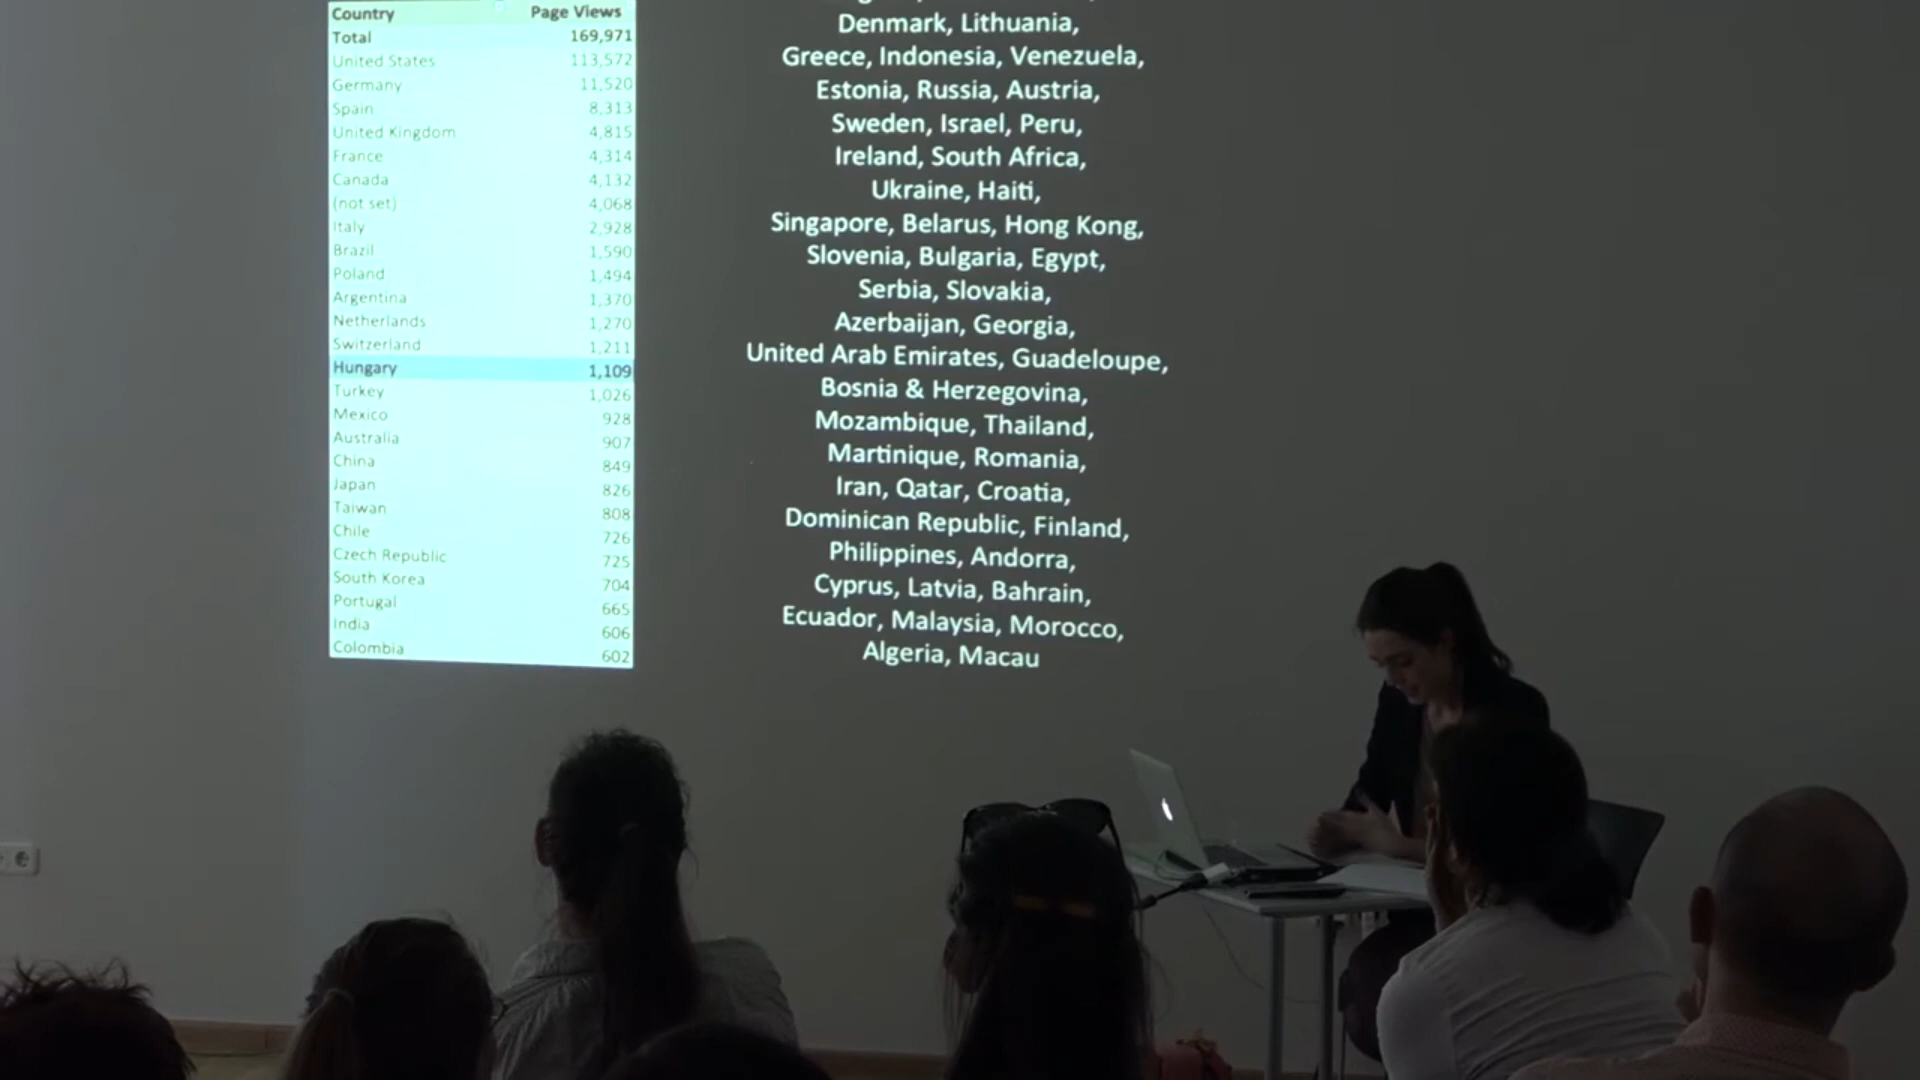 Country Page Views
Total 169,971
United States 113,572
Germany 11,520
Spain 8,313
United Kingdom 4,815
France 4,314
Canada 4,132
(not set) 4,068
Italy 2,928
Brazil 1,590
Poland 1,494
Argentina 1,370
Netherlands 1,270
Switzerland 1,211
Hungary 1,109
Turkey 1,026
Mexico 928
Australia 907
China 849
Japan 826
Taiwan 808
Chile 726
Czech Republic 725
South Korea 704
Portugal 665
India 606
Colombia 602
Denmark, Lithuania,
Greece, Indonesia, Venezuela,
Estonia, Russia, Austria,
Sweden, Israel, Peru,
Ireland, South Africa,
Ukraine, Haiti,
Singapore, Belarus, Hong Kong,
Slovenia, Bulgaria, Egypt,
Serbia, Slovakia,
Azerbaijan, Georgia,
United Arab Emirates, Guadeloupe,
Bosnia & Herzegovina,
Mozambique, Thailand,
Martinique, Romania,
Iran, Qatar, Croatia,
Dominican Republic, Finland,
Philippines, Andorra,
Cyprus, Latvia, Bahrain,
Ecuador, Malaysia, Morocco,
Algeria, Macau